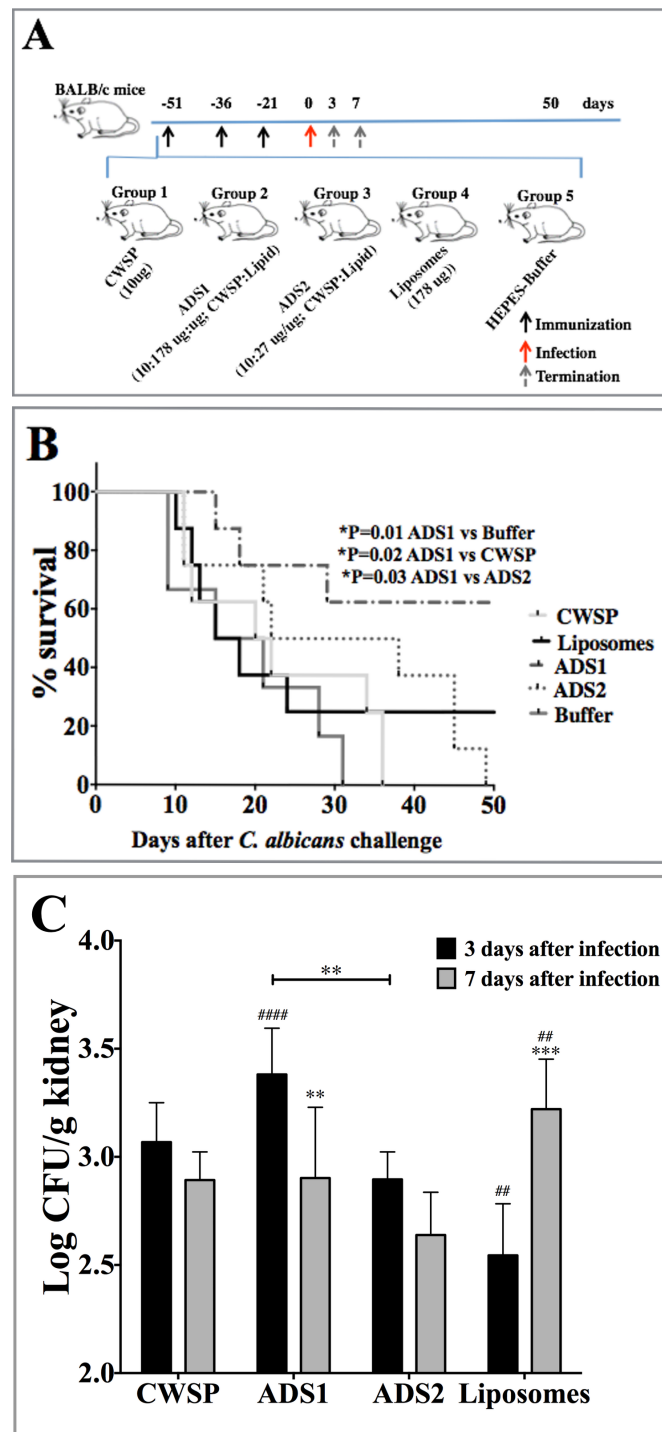 A
BALB/c mice
-51 -36 -21 0 3 7 50 days
Group 1 Group 2 Group 3 Group 4 Group 5
CWSP
(10ug)
ADS1
(10:178 ug:ug; CWSP:Lipid)
ADS2
(10:27 ug/ug; CWSP:Lipid)
Liposomes
(178 ug))
HEPES-Buffer
Immunization
Infection
Termination
B
100
80
60
40
20
0
% survival
*P=0.01 ADS1 vs Buffer
*P=0.02 ADS1 vs CWSP
*P=0.03 ADS1 vs ADS2
CWSP
Liposomes
ADS1
ADS2
Buffer
0 10 20 30 40 50
Days after C. albicans challenge
C
4.0
3.5
3.0
2.5
2.0
Log CFU/g kidney
3 days after infection
7 days after infection
**
####
**
##
##
***
CWSP ADS1 ADS2 Liposomes